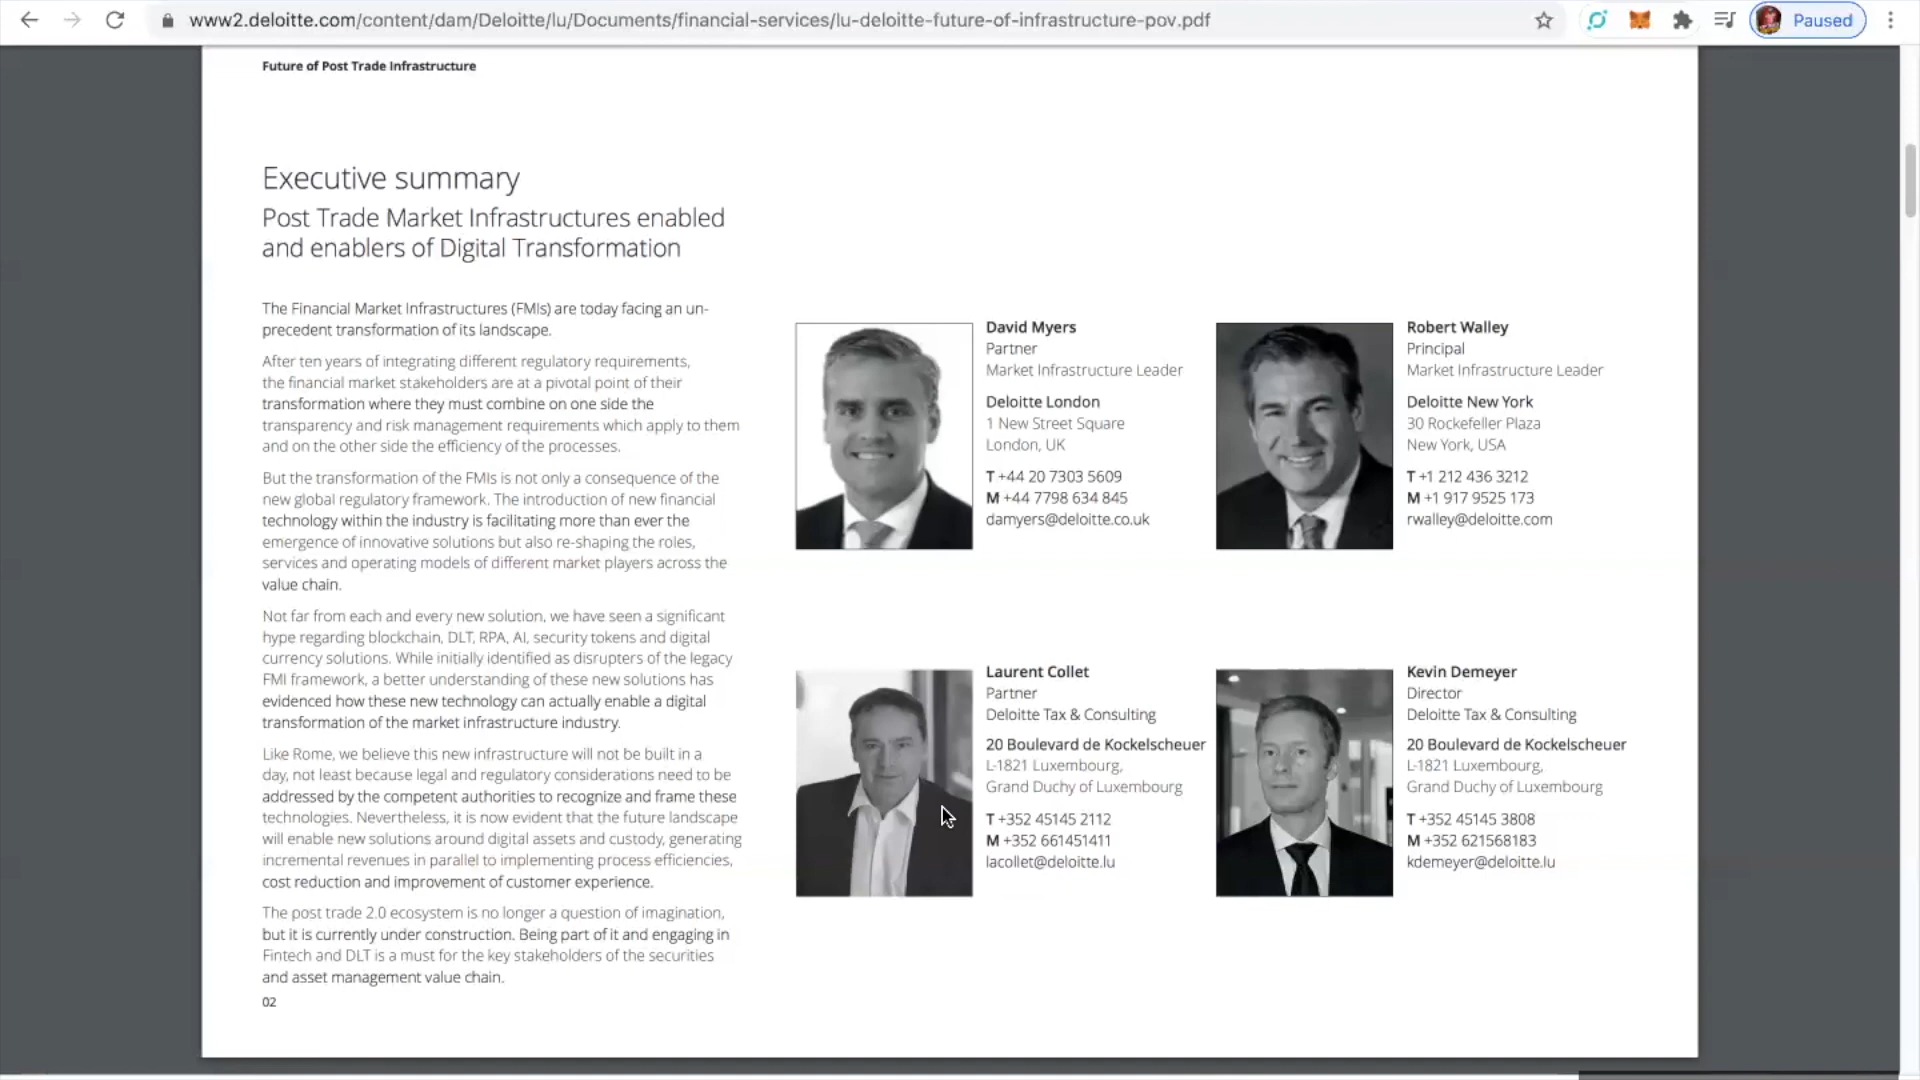 www2.deloitte.com/content/dam/Deloitte/lu/Documents/financial-services/lu-deloitte-future-of-infrastructure-pov.pdf
Paused
Future of Post Trade Infrastructure
Executive summary
Post Trade Market Infrastructures enabled
and enablers of Digital Transformation
The Financial Market Infrastructures (FMIs) are today facing an un-
precedent transformation of its landscape.
After ten years of integrating different regulatory requirements,
the financial market stakeholders are at a pivotal point of their
transformation where they must combine on one side the
transparency and risk management requirements which apply to them
and on the other side the efficiency of the processes.
But the transformation of the FMIs is not only a consequence of the
new global regulatory framework. The introduction of new financial
technology within the industry is facilitating more than ever the
emergence of innovative solutions but also re-shaping the roles,
services and operating models of different market players across the
value chain.
Not far from each and every new solution, we have seen a significant
hype regarding blockchain, DLT, RPA, AI, security tokens and digital
currency solutions. While initially identified as disrupters of the legacy
FMI framework, a better understanding of these new solutions has
evidenced how these new technology can actually enable a digital
transformation of the market infrastructure industry.
Like Rome, we believe this new infrastructure will not be built in a
day, not least because legal and regulatory considerations need to be
addressed by the competent authorities to recognize and frame these
technologies. Nevertheless, it is now evident that the future landscape
will enable new solutions around digital assets and custody, generating
incremental revenues in parallel to implementing process efficiencies,
cost reduction and improvement of customer experience.
The post trade 2.0 ecosystem is no longer a question of imagination,
but it is currently under construction. Being part of it and engaging in
Fintech and DLT is a must for the key stakeholders of the securities
and asset management value chain.
02
David Myers
Partner
Market Infrastructure Leader
Deloitte London
1 New Street Square
London, UK
T +44 20 7303 5609
M +44 7798 634 845
damyers@deloitte.co.uk
Robert Walley
Principal
Market Infrastructure Leader
Deloitte New York
30 Rockefeller Plaza
New York, USA
T +1 212 436 3212
M +1 917 9525 173
rwalley@deloitte.com
Laurent Collet
Partner
Deloitte Tax & Consulting
20 Boulevard de Kockelscheuer
L-1821 Luxembourg,
Grand Duchy of Luxembourg
T +352 45145 2112
M +352 661451411
lacollet@deloitte.lu
Kevin Demeyer
Director
Deloitte Tax & Consulting
20 Boulevard de Kockelscheuer
L-1821 Luxembourg,
Grand Duchy of Luxembourg
T +352 45145 3808
M +352 621568183
kdemeyer@deloitte.lu